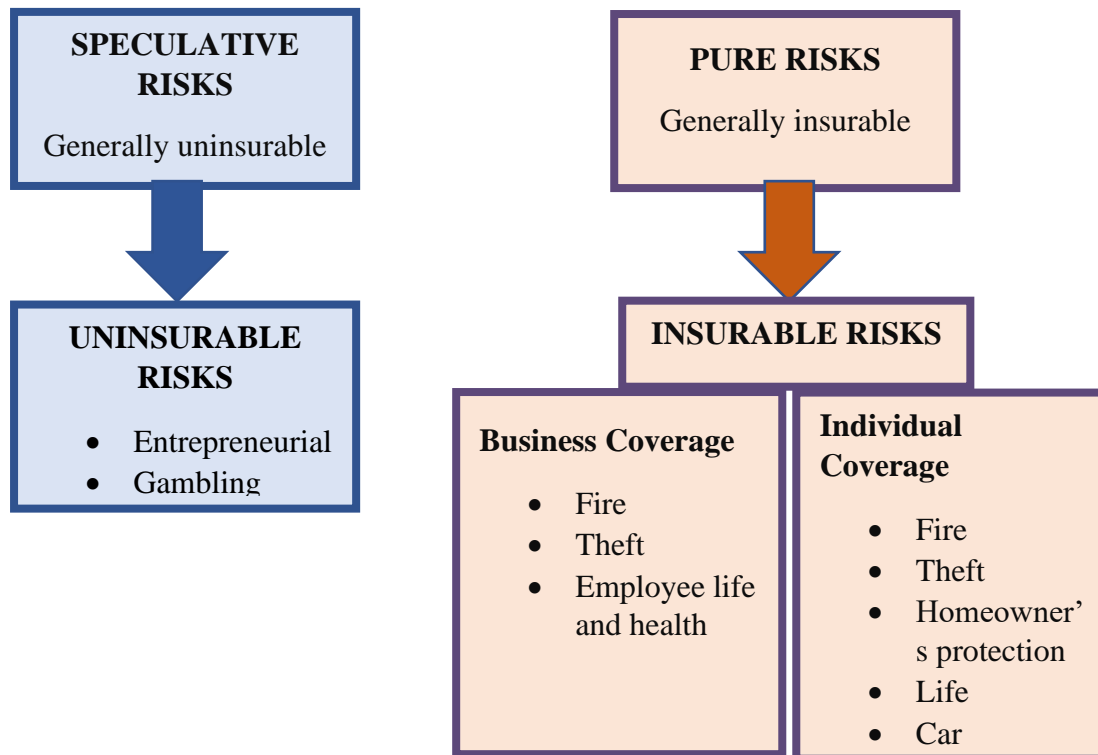 SPECULATIVE
RISKS
Generally uninsurable
PURE RISKS
Generally insurable
UNINSURABLE
RISKS
• Entrepreneurial
• Gambling
INSURABLE RISKS
Business Coverage
• Fire
• Theft
• Employee life
and health
Individual
Coverage
• Fire
• Theft
• Homeowner’
s protection
• Life
• Car